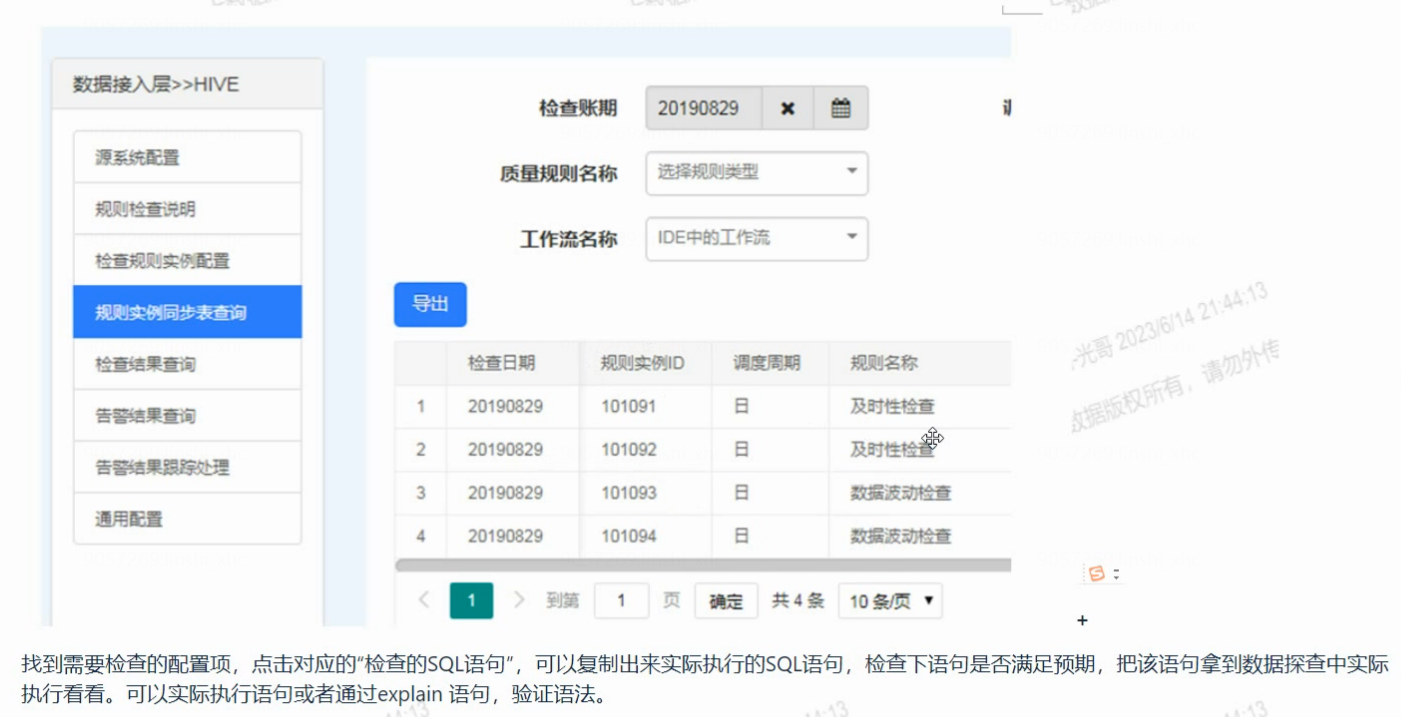 数据接入层>>HIVE
源系统配置
规则检查说明
检查规则实例配置
规则实例同步表查询
检查结果查询
告警结果查询
告警结果跟踪处理
通用配置
检查账期 20190829
质量规则名称 选择规则类型
工作流名称 IDE中的工作流
导出
检查日期 规则实例ID 调度周期 规则名称
1 20190829 101091 日 及时性检查
2 20190829 101092 日 及时性检查
3 20190829 101093 日 数据波动检查
4 20190829 101094 日 数据波动检查
< 1 > 到第 1 页 确定 共 4 条 10 条/页
光哥 2023/6/14 21:44:13
数据版权所有，请勿外传
找到需要检查的配置项，点击对应的“检查的SQL语句”，可以复制出来实际执行的SQL语句，检查下语句是否满足预期，把该语句拿到数据探查中实际
执行看看。可以实际执行语句或者通过explain 语句，验证语法。